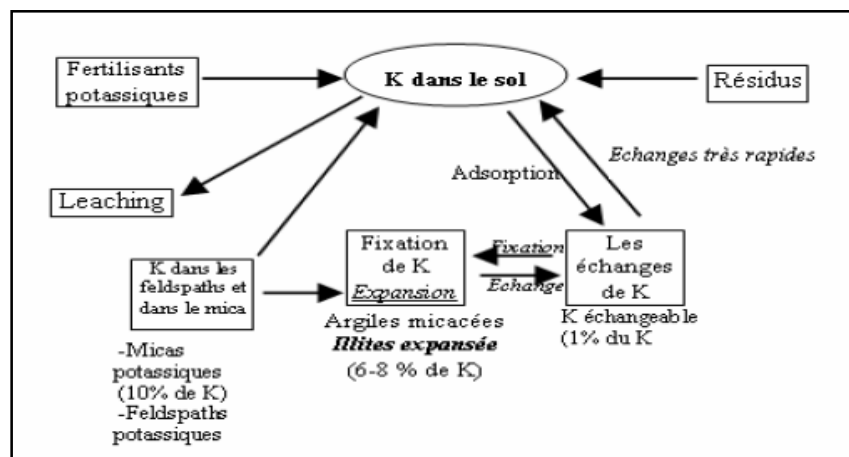 Fertilisants
potassiques
K dans le sol
Résidus
Echanges très rapides
Adsorption
Leaching
K dans les
feldspaths et
dans le mica
Fixation
de K
Expansion
Fixation
Echange
Les
échanges
de K
Argiles micacées
Illites expansée
(6-8 % de K)
K échangeable
(1% du K
-Micas
potassiques
(10% de K)
-Feldspaths
potassiques